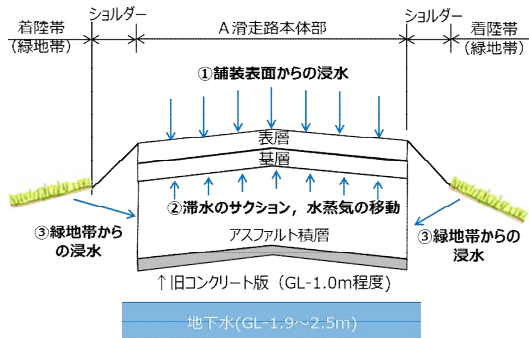 ショルダー
ショルダー
着陸帯
(緑地帯)
A滑走路本体部
着陸帯
(緑地帯)
①舗装表面からの浸水
表層
基層
②滞水のサクション，水蒸気の移動
③緑地帯から
の浸水
アスファルト積層
③緑地帯からの
浸水
↑旧コンクリート版（GL-1.0m程度）
地下水(GL-1.9～2.5m)